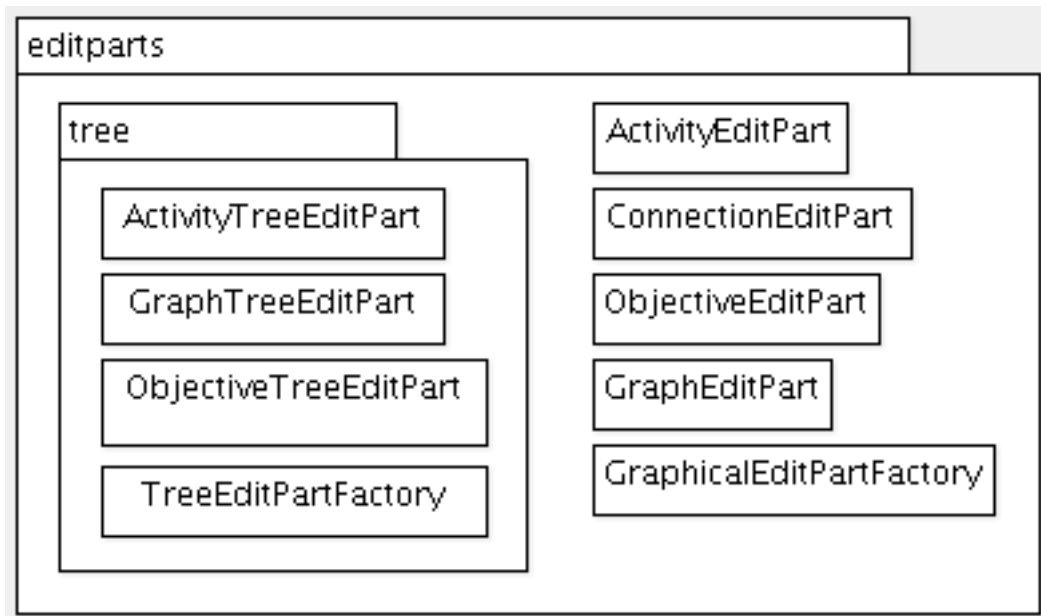 editparts
tree
ActivityTreeEditPart
GraphTreeEditPart
ObjectiveTreeEditPart
TreeEditPartFactory
ActivityEditPart
ConnectionEditPart
ObjectiveEditPart
GraphEditPart
GraphicalEditPartFactory